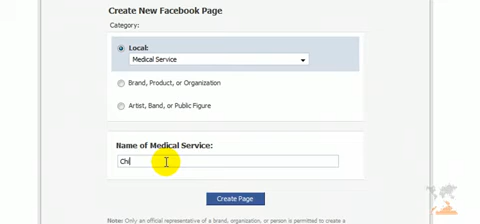 Create New Facebook Page
Category:
Local:
Medical Service
Brand, Product, or Organization
Artist, Band, or Public Figure
Name of Medical Service:
Chi
Create Page
Note: Only an official representative of a brand, organization, or person is permitted to create a